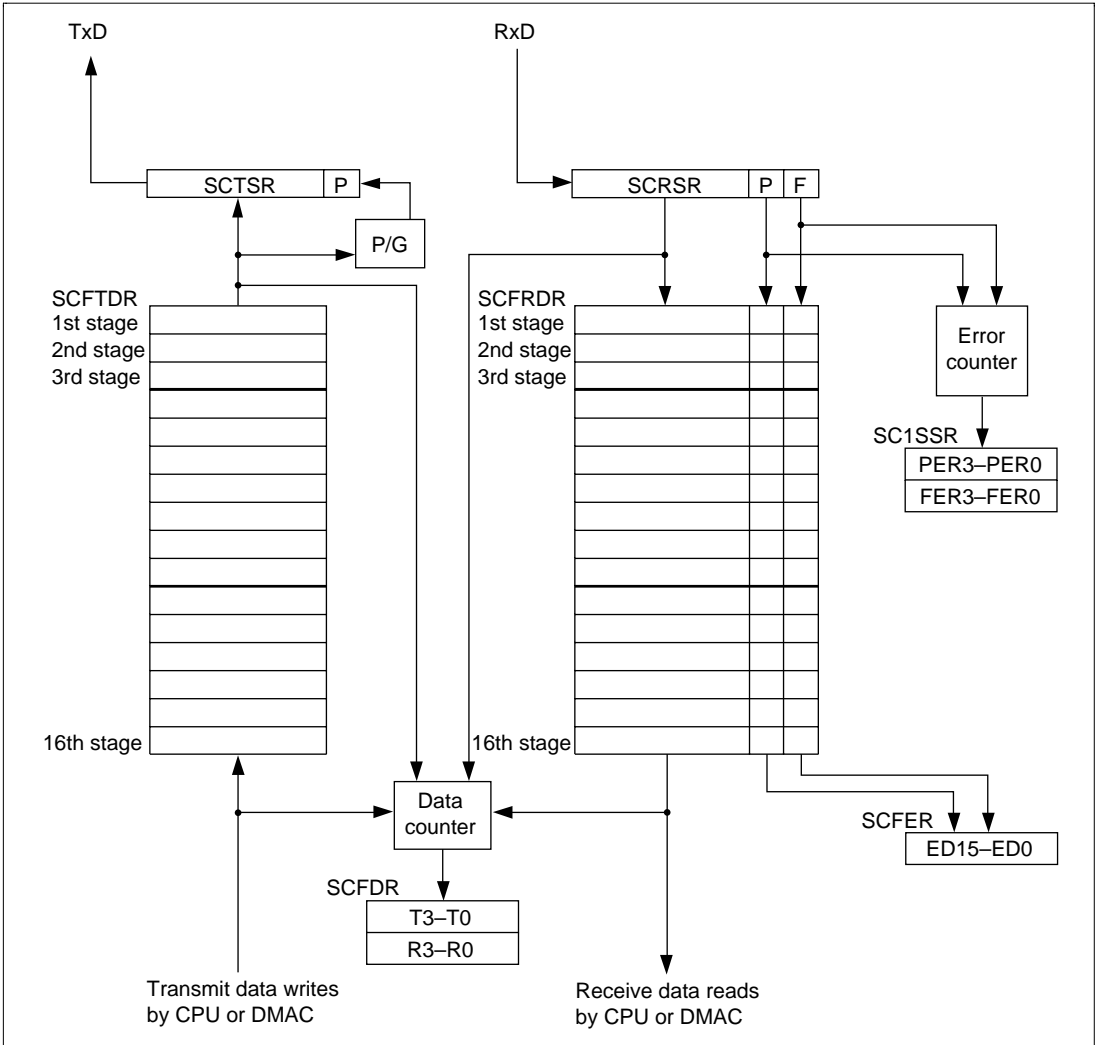 TxD
RxD
SCTSR
P
SCRSR
P
F
P/G
SCFTDR
1st stage
2nd stage
3rd stage
16th stage
SCFRDR
1st stage
2nd stage
3rd stage
16th stage
Error
counter
SC1SSR
PER3–PER0
FER3–FER0
Data
counter
SCFER
ED15–ED0
SCFDR
T3–T0
R3–R0
Transmit data writes
by CPU or DMAC
Receive data reads
by CPU or DMAC